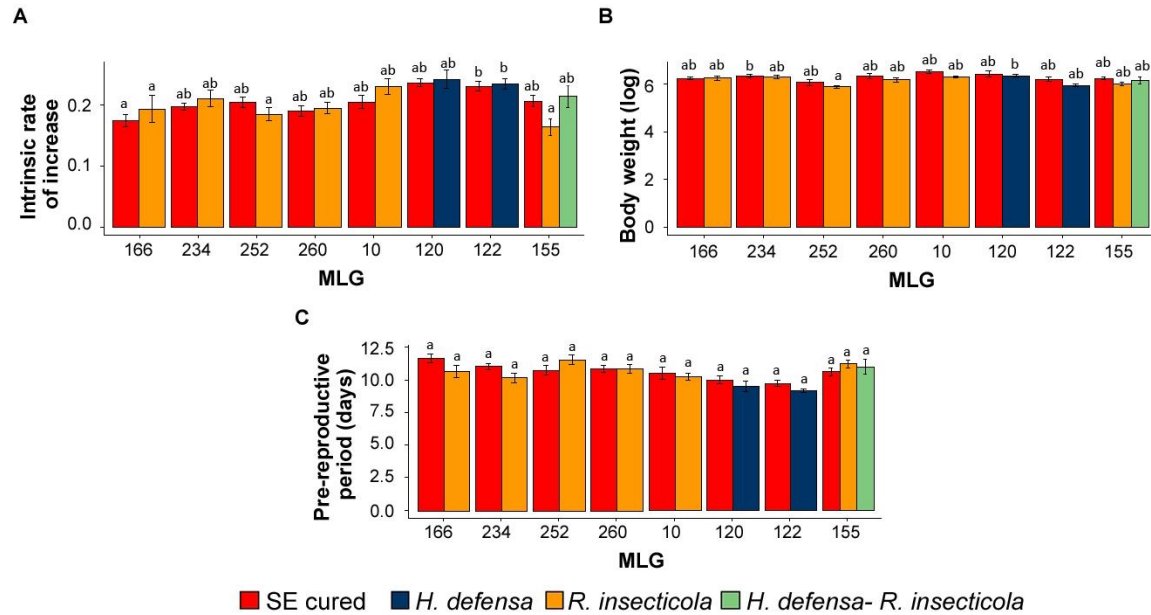 A
Intrinsic rate
of increase
0.2
0.1
0.0
a a ab ab ab a ab ab ab ab ab ab b b ab a ab
166 234 252 260 10 120 122 155
MLG
B
Body weight (log)
6
4
2
0
ab ab b ab ab a ab ab ab ab ab b ab ab ab ab ab
166 234 252 260 10 120 122 155
MLG
C
Pre-reproductive
period (days)
12.5
10.0
7.5
5.0
2.5
0.0
a a a a a a a a a a a a a a a a a
166 234 252 260 10 120 122 155
MLG
SE cured H. defensa R. insecticola H. defensa- R. insecticola